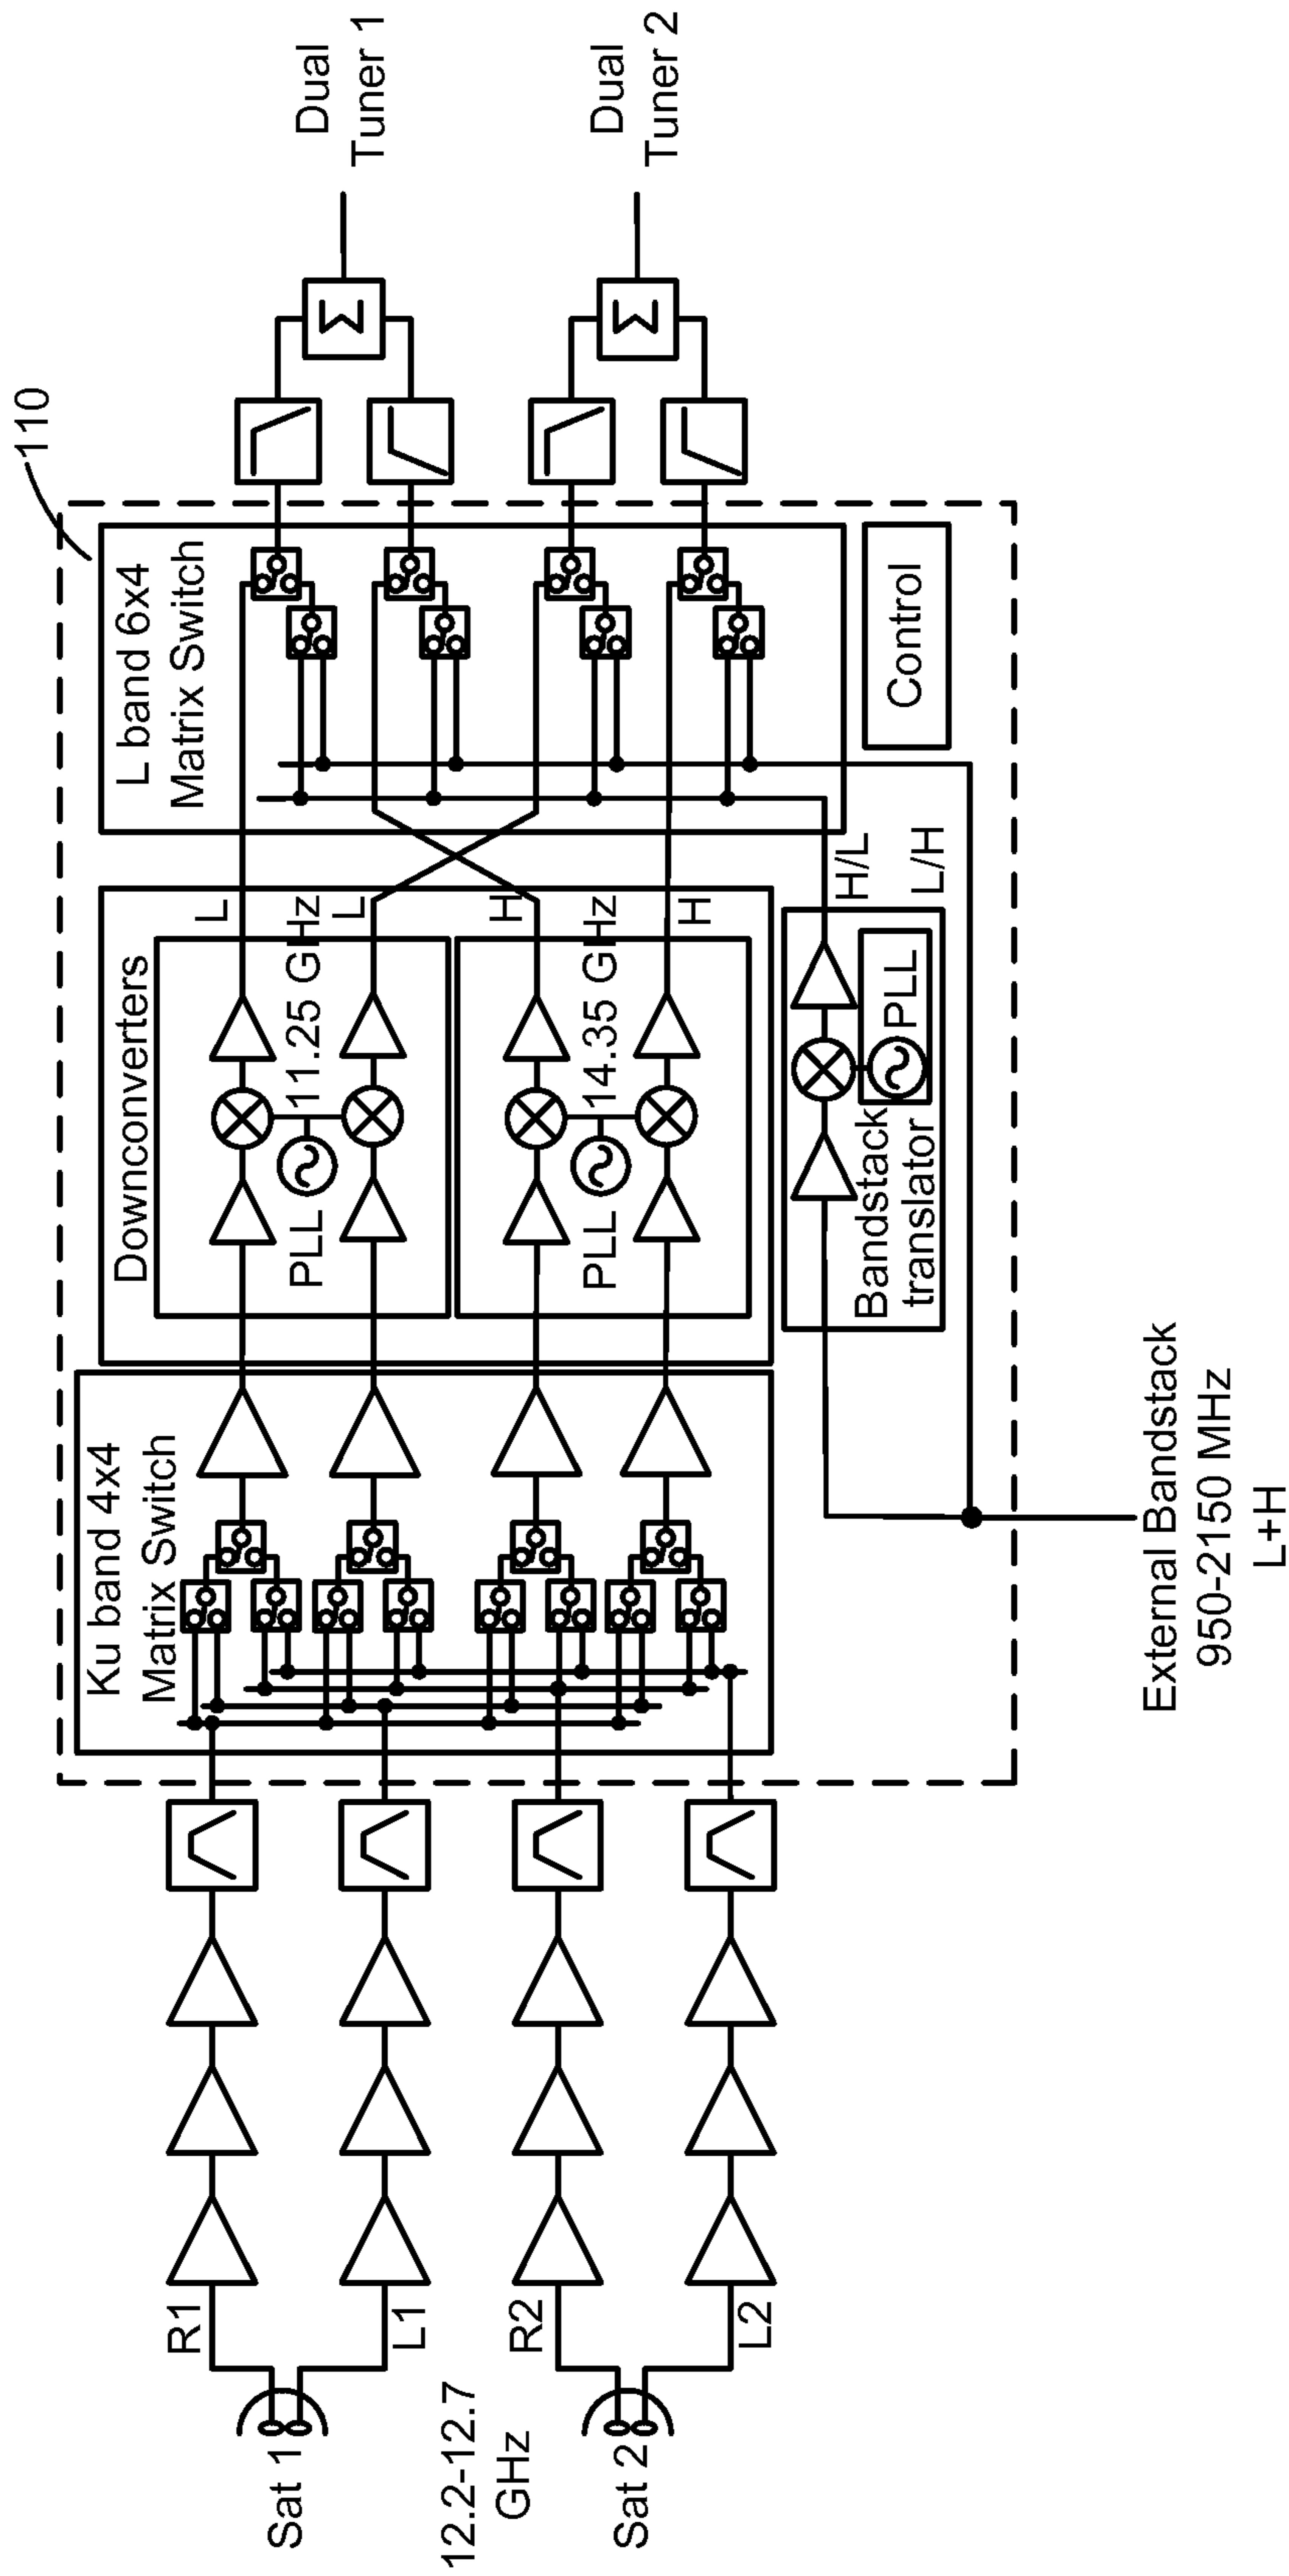 110
Sat 1
R1
L1
12.2-12.7
GHz
Sat 2
R2
L2
Ku band 4x4
Matrix Switch
Downconverters
PLL
11.25 GHz
L
L
PLL
14.35 GHz
H
H
Bandstack
translator
PLL
H/L
L/H
L band 6x4
Matrix Switch
Control
Σ
Σ
Dual
Tuner 1
Dual
Tuner 2
External Bandstack
950-2150 MHz
L+H